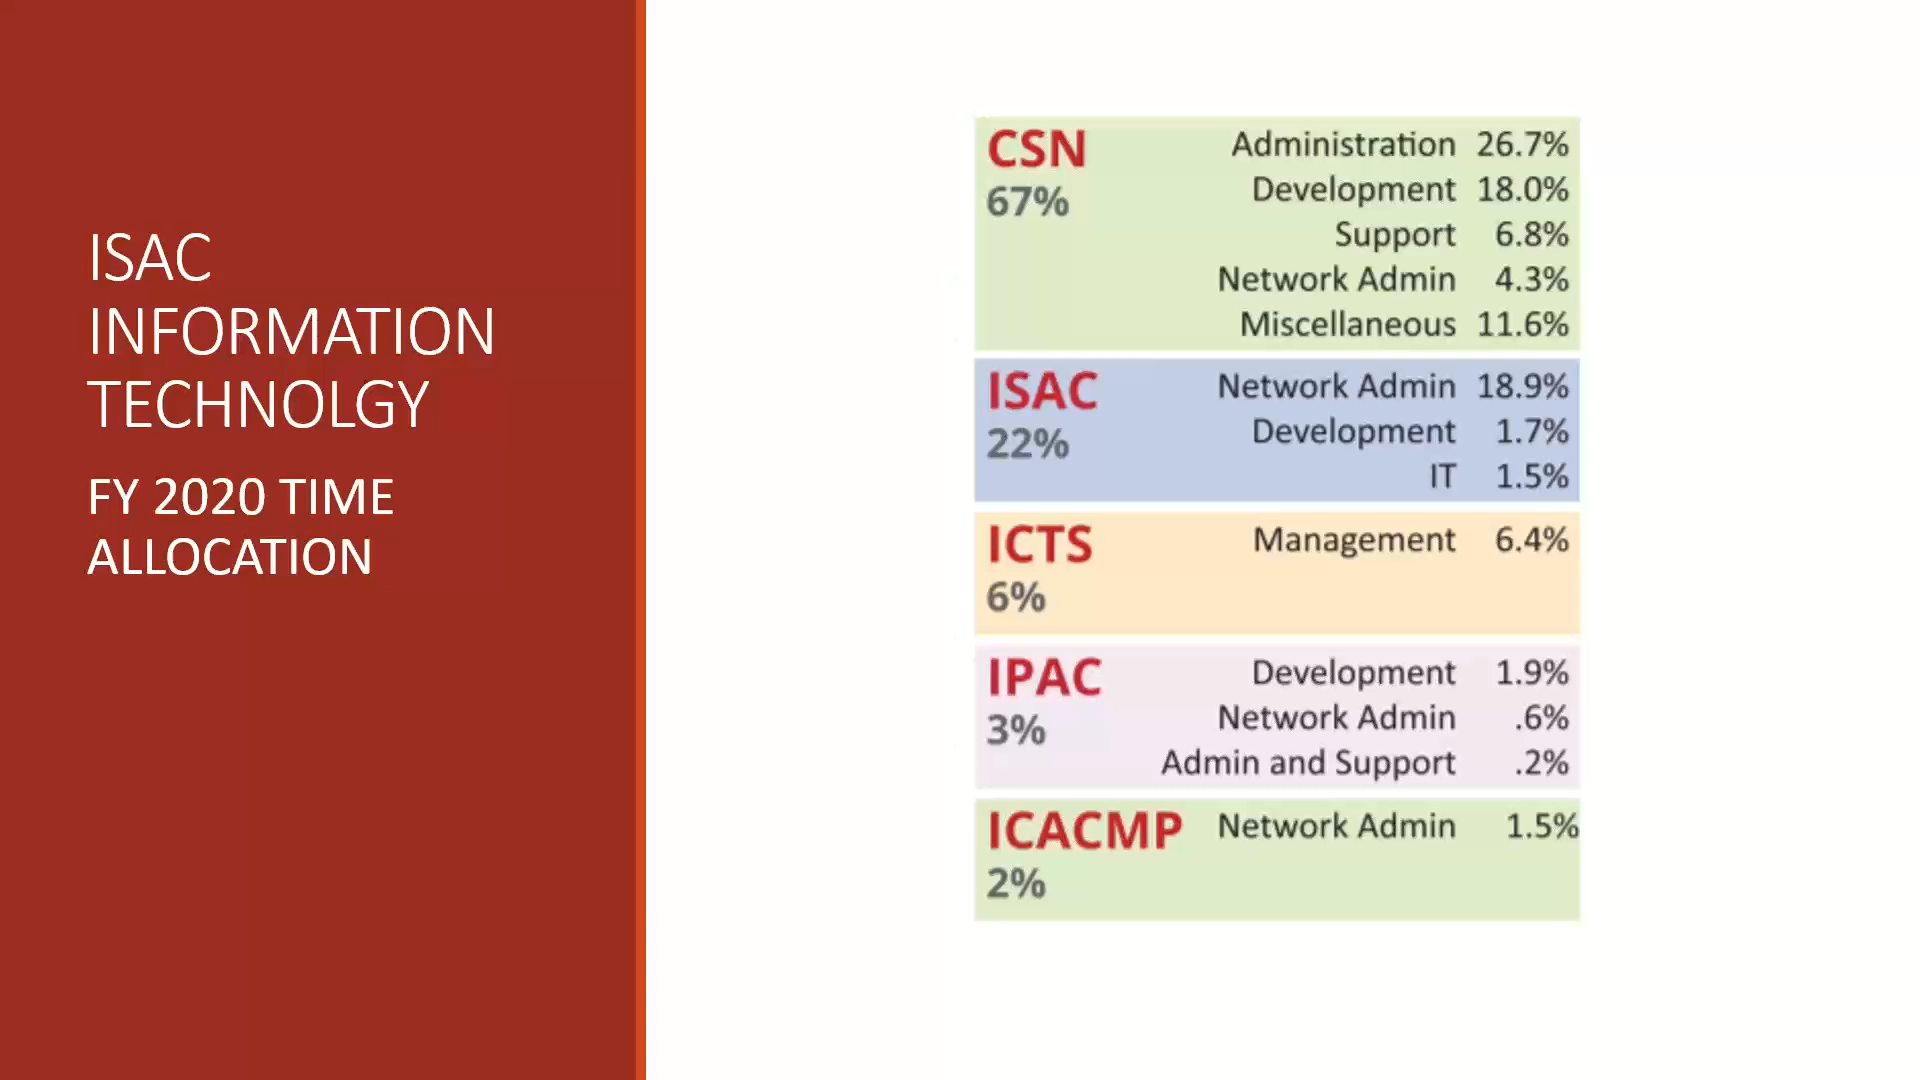 ISAC
INFORMATION
TECHNOLGY
FY 2020 TIME
ALLOCATION
CSN
67%
Administration 26.7%
Development 18.0%
Support 6.8%
Network Admin 4.3%
Miscellaneous 11.6%
ISAC
22%
Network Admin 18.9%
Development 1.7%
IT 1.5%
ICTS
6%
Management 6.4%
IPAC
3%
Development 1.9%
Network Admin .6%
Admin and Support .2%
ICACMP
2%
Network Admin 1.5%